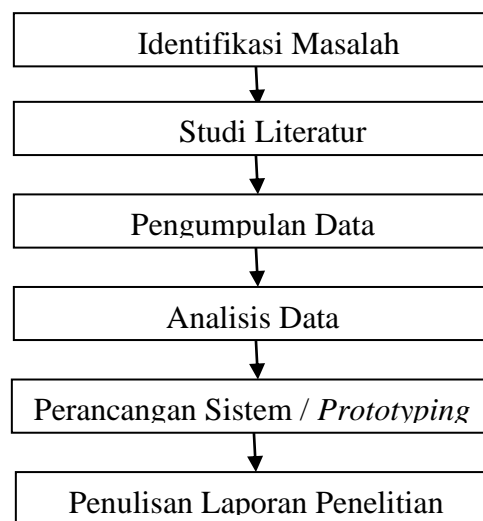 Identifikasi Masalah
Studi Literatur
Pengumpulan Data
Analisis Data
Perancangan Sistem / Prototyping
Penulisan Laporan Penelitian